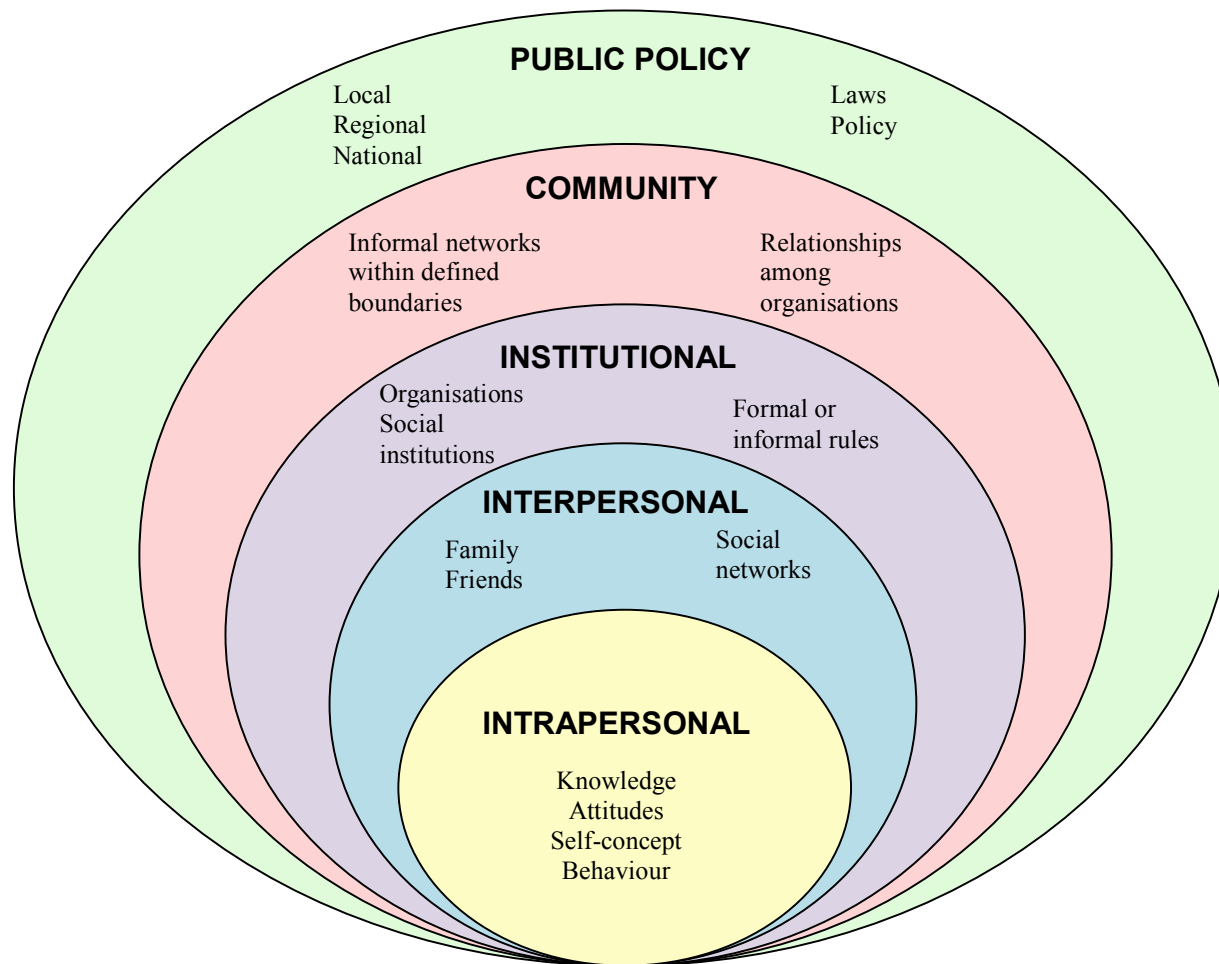 PUBLIC POLICY
Local
Regional
National
Laws
Policy
COMMUNITY
Informal networks
within defined
boundaries
Relationships
among
organisations
INSTITUTIONAL
Organisations
Social
institutions
Formal or
informal rules
INTERPERSONAL
Family
Friends
Social
networks
INTRAPERSONAL
Knowledge
Attitudes
Self-concept
Behaviour